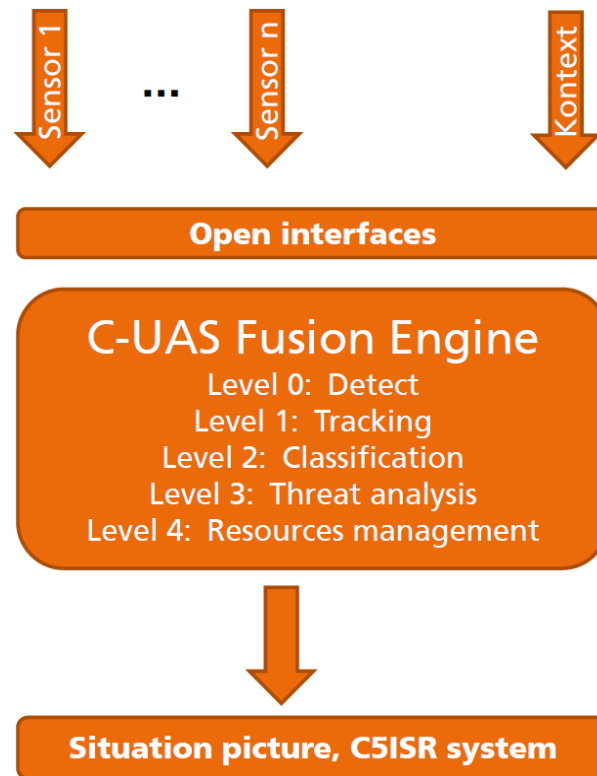 Sensor 1
...
Sensor n
Kontext
Open interfaces
C-UAS Fusion Engine
Level 0: Detect
Level 1: Tracking
Level 2: Classification
Level 3: Threat analysis
Level 4: Resources management
Situation picture, C5ISR system